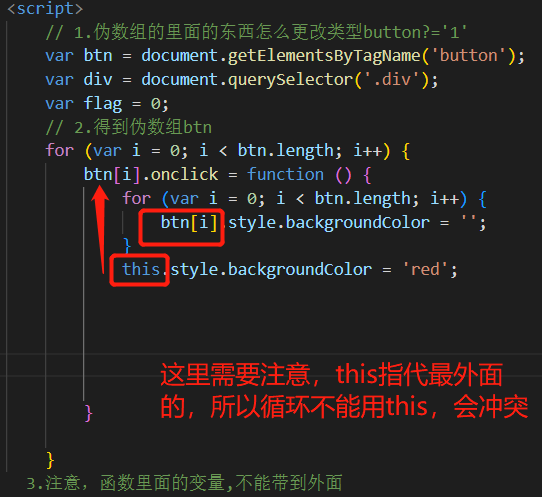 <script>
// 1.伪数组的里面的东西怎么更改类型button?='1'
var btn = document.getElementsByTagName('button');
var div = document.querySelector('.div');
var flag = 0;
// 2.得到伪数组btn
for (var i = 0; i < btn.length; i++) {
btn[i].onclick = function () {
for (var i = 0; i < btn.length; i++) {
btn[i].style.backgroundColor = '';
}
this.style.backgroundColor = 'red';
这里需要注意，this指代最外面
的，所以循环不能用this，会冲突
}
}
3.注意，函数里面的变量,不能带到外面